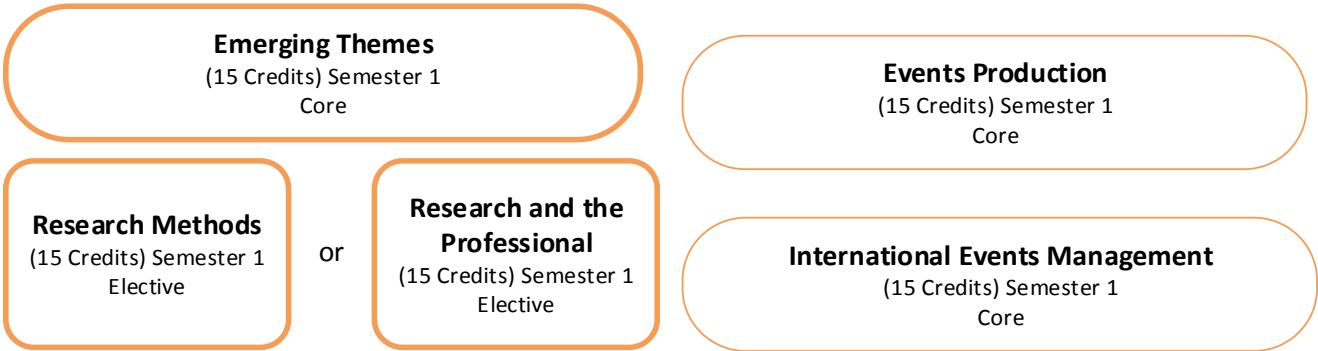 Emerging Themes
(15 Credits) Semester 1
Core
Events Production
(15 Credits) Semester 1
Core
Research Methods
(15 Credits) Semester 1
Elective
or
Research and the
Professional
(15 Credits) Semester 1
Elective
International Events Management
(15 Credits) Semester 1
Core